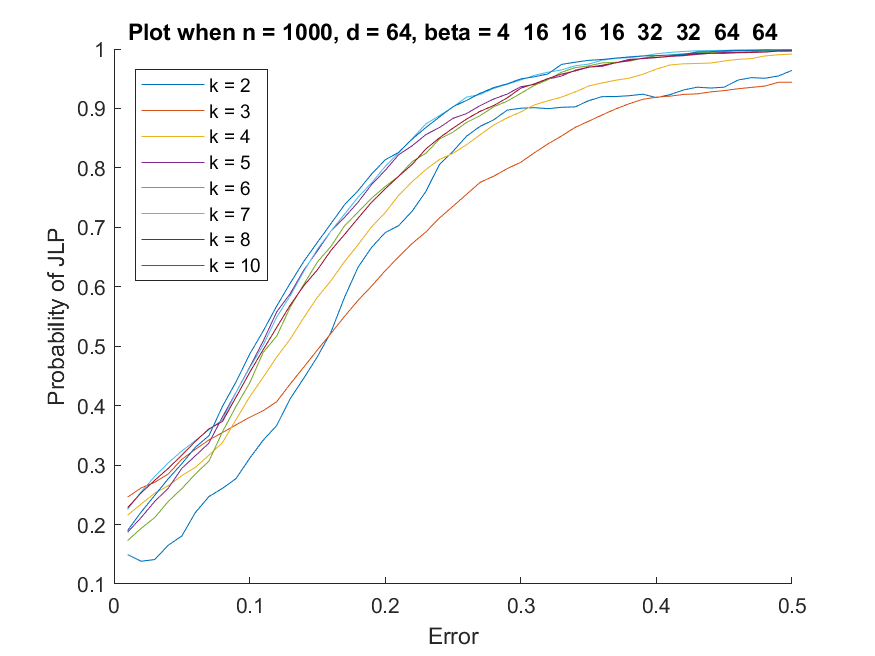 Plot when n = 1000, d = 64, beta = 4  16  16  16  32  32  64  64
1
0.9
0.8
0.7
0.6
0.5
0.4
0.3
0.2
0.1
Probability of JLP
k = 2
k = 3
k = 4
k = 5
k = 6
k = 7
k = 8
k = 10
0 0.1 0.2 0.3 0.4 0.5
Error